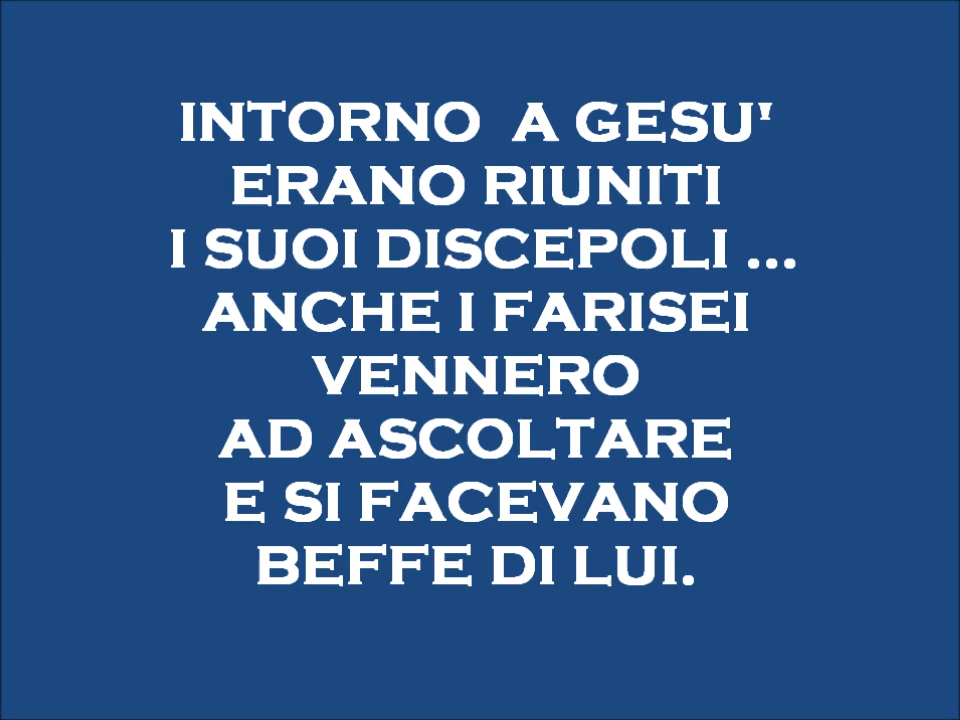 INTORNO  A GESU'
ERANO RIUNITI
I SUOI DISCEPOLI ...
ANCHE I FARISEI
VENNERO
AD ASCOLTARE
E SI FACEVANO
BEFFE DI LUI.